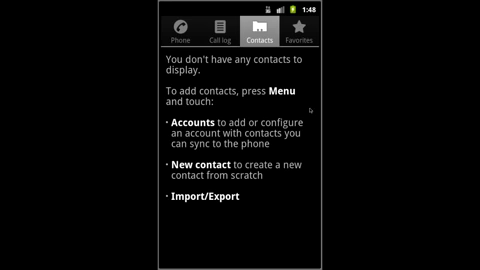 1:48
Phone Call log Contacts Favorites
You don't have any contacts to
display.
To add contacts, press Menu
and touch:
· Accounts to add or configure
an account with contacts you
can sync to the phone
· New contact to create a new
contact from scratch
· Import/Export